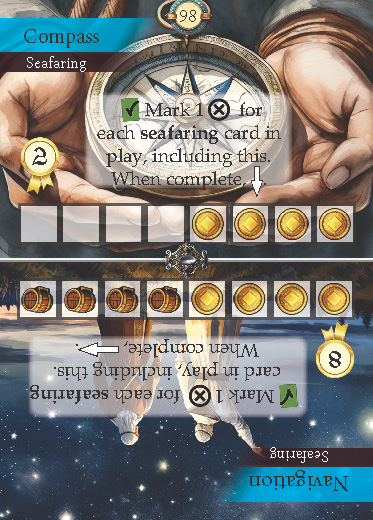 98
Compass
Seafaring
Mark 1 ⊗ for
each seafaring card in
play, including this.
When complete,
2
8
When complete,
card in play, including this.
Mark 1 ⊗ for each seafaring
Seafaring
Navigation